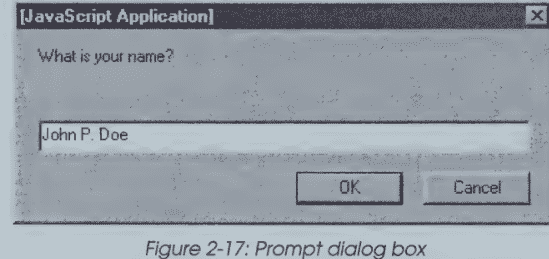 [JavaScript Application]
What is your name?
John P. Doe
OK Cancel
Figure 2-17: Prompt dialog box